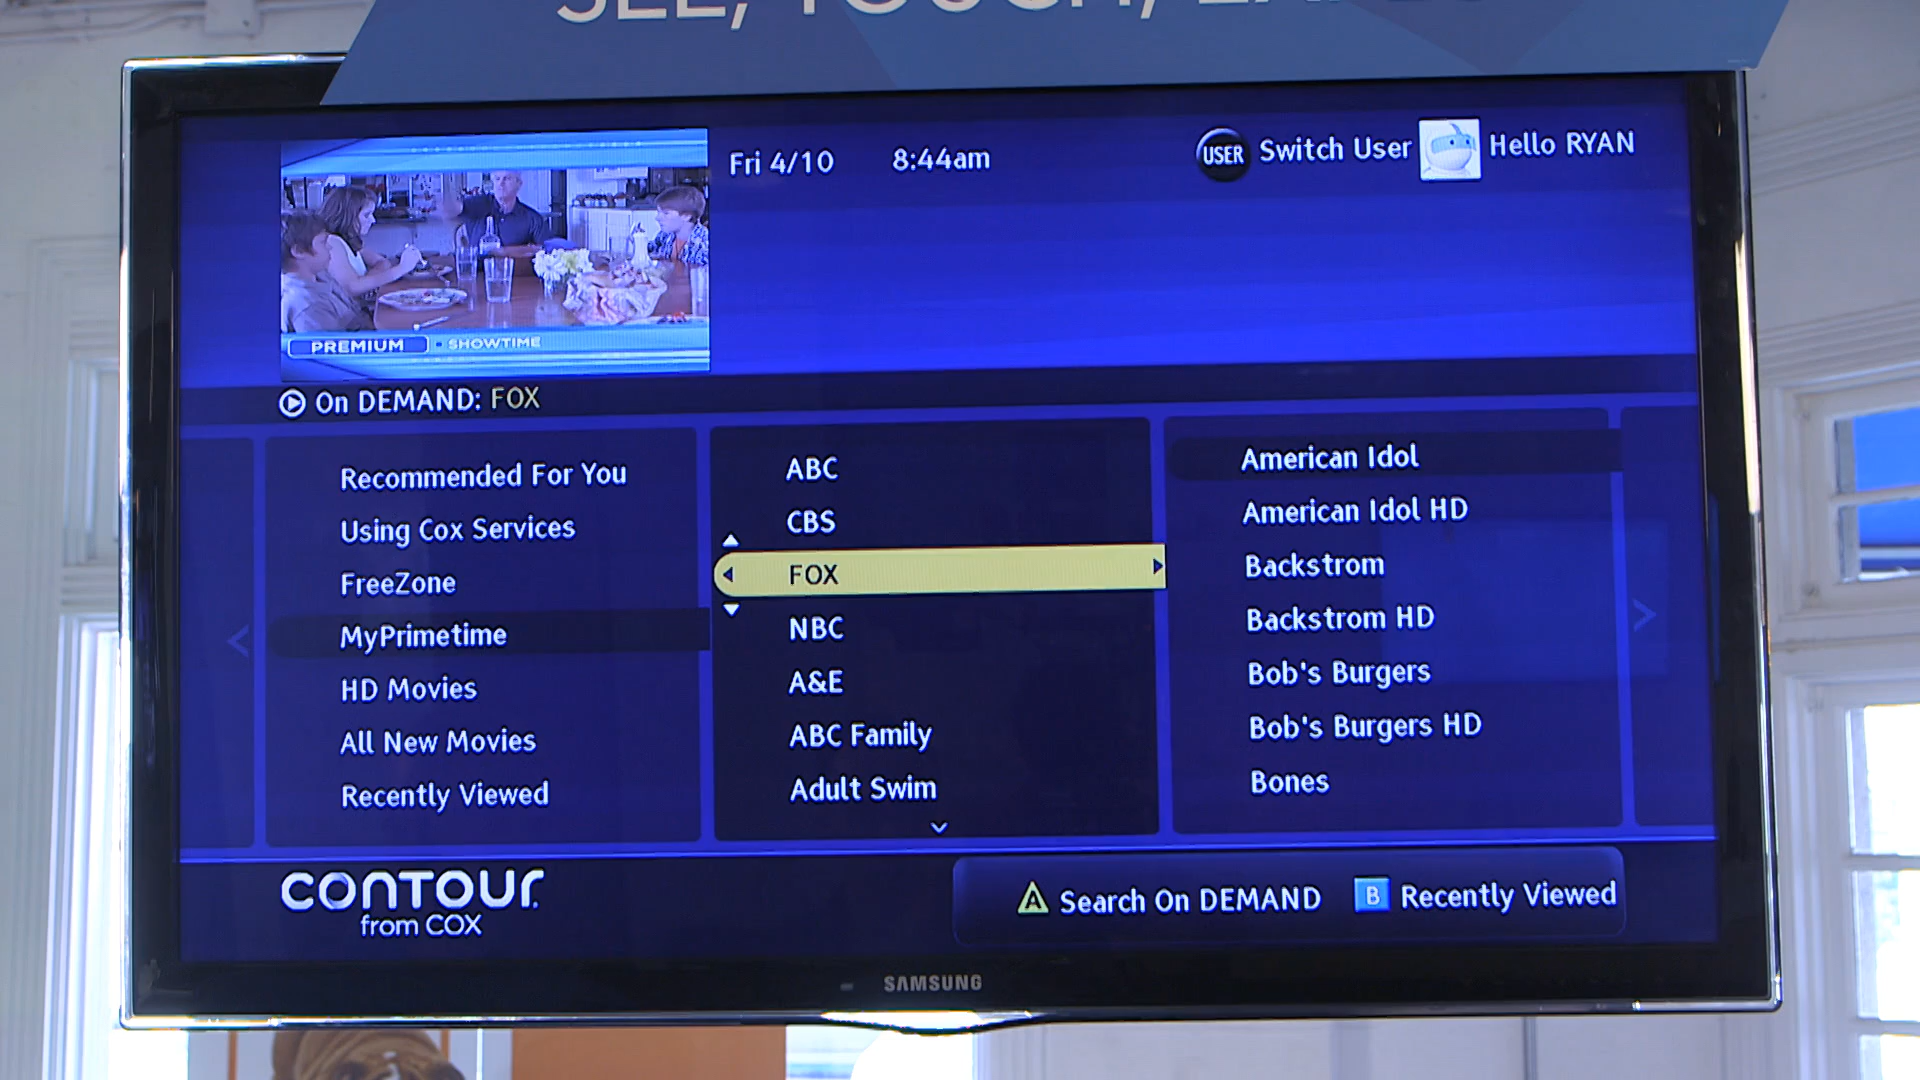 SEE, TOUCH,
Fri 4/10 8:44am
USER Switch User Hello RYAN
PREMIUM SHOWTIME
On DEMAND: FOX
Recommended For You
Using Cox Services
FreeZone
MyPrimetime
HD Movies
All New Movies
Recently Viewed
ABC
CBS
FOX
NBC
A&E
ABC Family
Adult Swim
American Idol
American Idol HD
Backstrom
Backstrom HD
Bob's Burgers
Bob's Burgers HD
Bones
contour
from COX
A Search On DEMAND B Recently Viewed
SAMSUNG